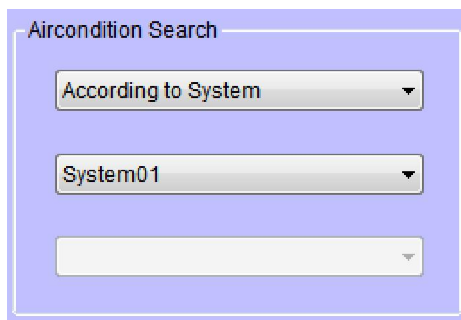 Aircondition Search
According to System
System01